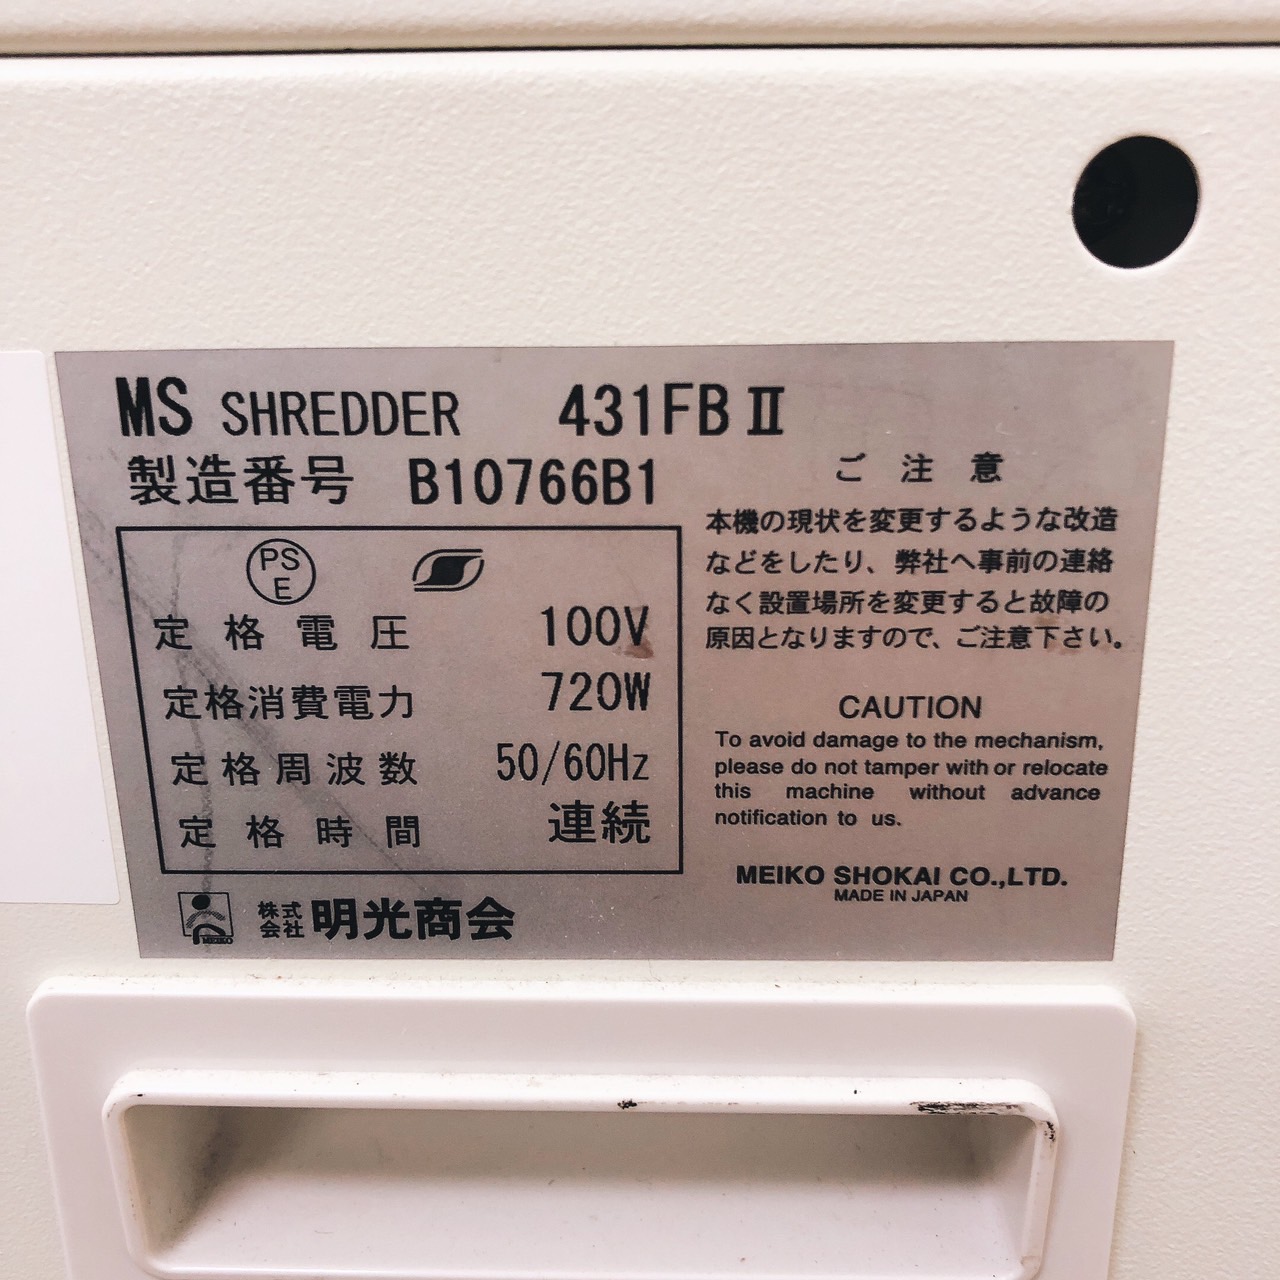 MS SHREDDER 431FBⅡ
製造番号 B10766B1
PS
E
定格電圧 100V
定格消費電力 720W
定格周波数 50/60Hz
定格時間 連続
MEIKO
株式
会社 明光商会
ご注意
本機の現状を変更するような改造
などをしたり、弊社へ事前の連絡
なく設置場所を変更すると故障の
原因となりますので、ご注意下さい。
CAUTION
To avoid damage to the mechanism,
please do not tamper with or relocate
this machine without advance
notification to us.
MEIKO SHOKAI CO.,LTD.
MADE IN JAPAN